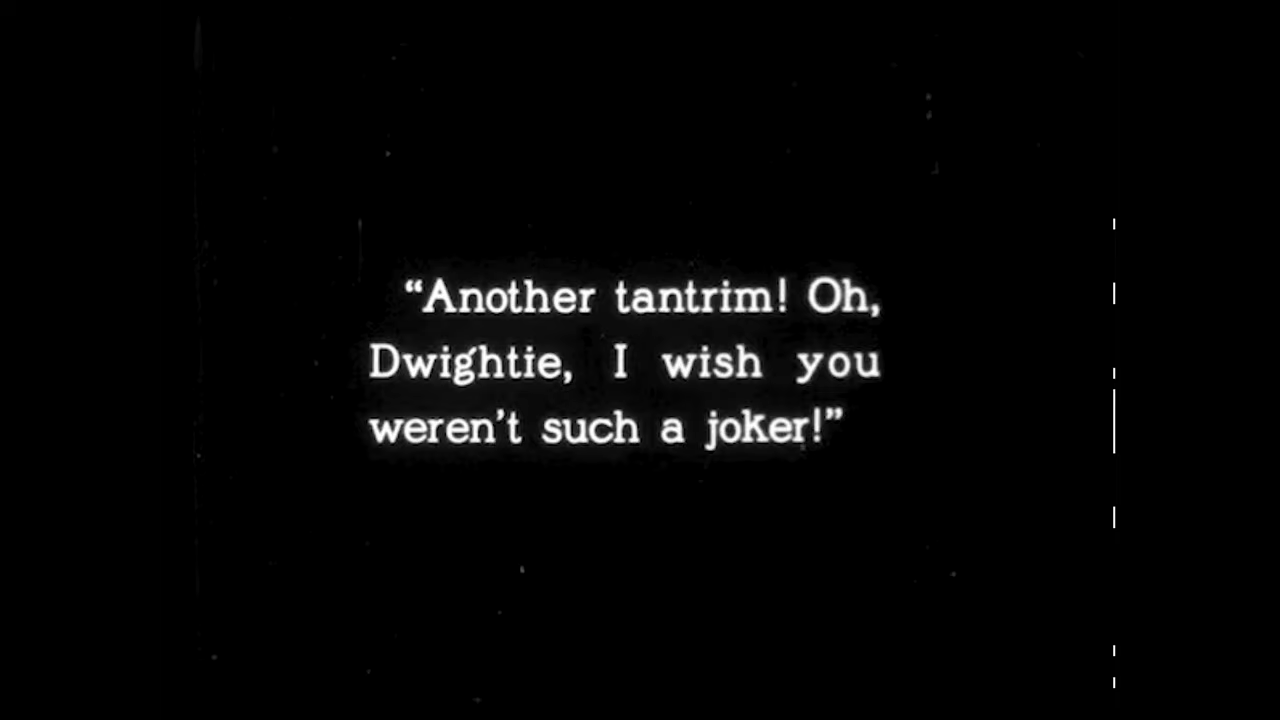 “Another tantrim! Oh,
Dwightie, I wish you
weren’t such a joker!”